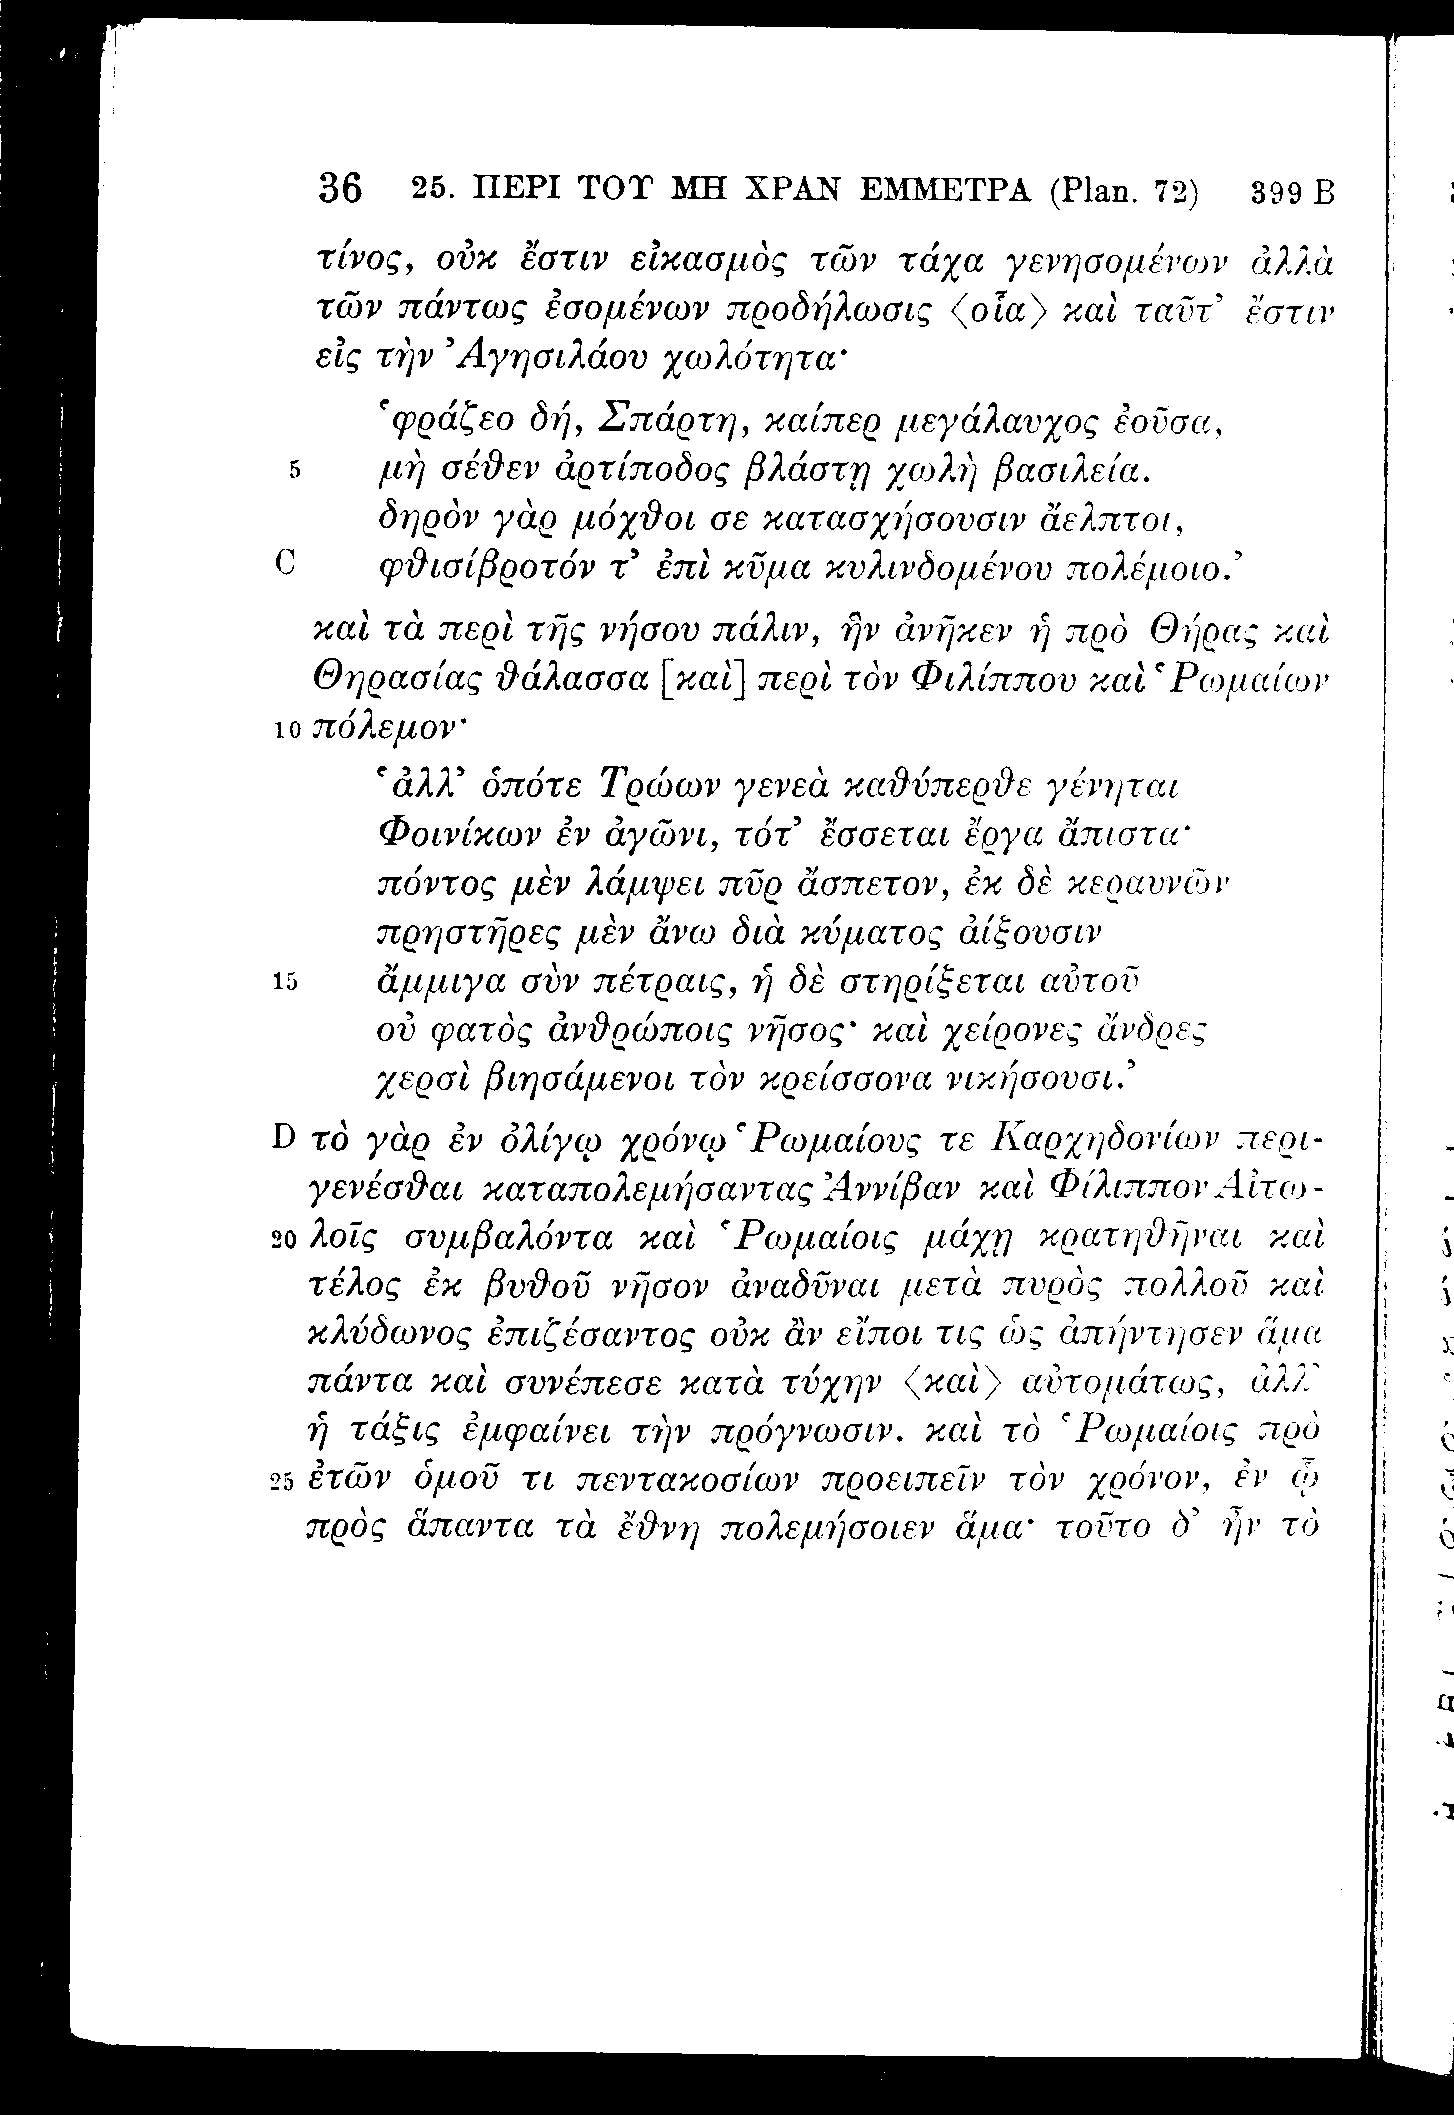 36 25. ΠΕΡΙ ΤΟΥ ΜΗ ΧΡΑΝ ΕΜΜΕΤΡΑ (Plan. 72) 399 B
τίνος, οὐκ ἔστιν εἰκασμὸς τῶν τάχα γενησομένων ἀλλὰ
τῶν πάντως ἐσομένων προδήλωσις ⟨οἷα⟩ καὶ ταῦτ’ ἔστιν
εἰς τὴν Ἀγησιλάου χωλότητα·
‘φράζεο δή, Σπάρτη, καίπερ μεγάλαυχος ἐοῦσα,
5 μὴ σέθεν ἀρτίποδος βλάστῃ χωλὴ βασιλεία.
δηρὸν γὰρ μόχθοι σε κατασχήσουσιν ἄελπτοι,
C φθισίβροτόν τ’ ἐπὶ κῦμα κυλινδομένου πολέμοιο.’
καὶ τὰ περὶ τῆς νήσου πάλιν, ἣν ἀνῆκεν ἡ πρὸ Θήρας καὶ
Θηρασίας θάλασσα [καὶ] περὶ τὸν Φιλίππου καὶ Ῥωμαίων
10 πόλεμον·
‘ἀλλ’ ὁπότε Τρώων γενεὰ καθύπερθε γένηται
Φοινίκων ἐν ἀγῶνι, τότ’ ἔσσεται ἔργα ἄπιστα·
πόντος μὲν λάμψει πῦρ ἄσπετον, ἐκ δὲ κεραυνῶν
πρηστῆρες μὲν ἄνω διὰ κύματος ἀίξουσιν
15 ἄμμιγα σὺν πέτραις, ἡ δὲ στηρίξεται αὐτοῦ
οὐ φατὸς ἀνθρώποις νῆσος· καὶ χείρονες ἄνδρες
χερσὶ βιησάμενοι τὸν κρείσσονα νικήσουσι.’
D τὸ γὰρ ἐν ὀλίγῳ χρόνῳ Ῥωμαίους τε Καρχηδονίων περι-
γενέσθαι καταπολεμήσαντας Ἀννίβαν καὶ Φίλιππον Αἰτω-
20 λοῖς συμβαλόντα καὶ Ῥωμαίοις μάχῃ κρατηθῆναι καὶ
τέλος ἐκ βυθοῦ νῆσον ἀναδῦναι μετὰ πυρὸς πολλοῦ καὶ
κλύδωνος ἐπιζέσαντος οὐκ ἂν εἴποι τις ὡς ἀπήντησεν ἅμα
πάντα καὶ συνέπεσε κατὰ τύχην ⟨καὶ⟩ αὐτομάτως, ἀλλ’
ἡ τάξις ἐμφαίνει τὴν πρόγνωσιν. καὶ τὸ Ῥωμαίοις πρὸ
25 ἐτῶν ὁμοῦ τι πεντακοσίων προειπεῖν τὸν χρόνον, ἐν ᾧ
πρὸς ἅπαντα τὰ ἔθνη πολεμήσοιεν ἅμα· τοῦτο δ’ ἦν τὸ